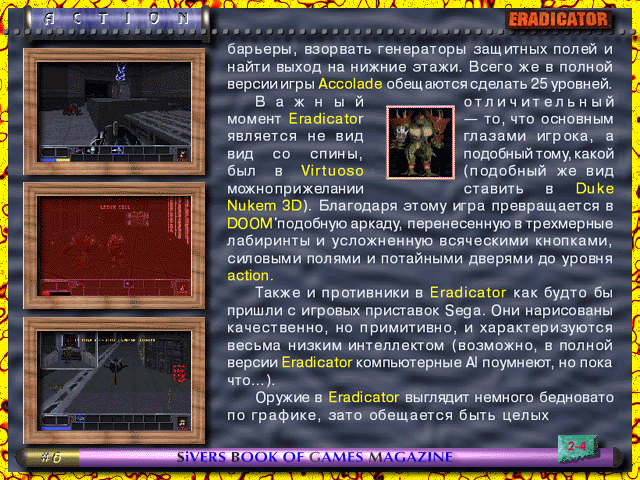 ACTION
ERADICATOR
барьеры, взорвать генераторы защитных полей и
найти выход на нижние этажи. Всего же в полной
версии игры Accolade обещаются сделать 25 уровней.
Важный отличительный
момент Eradicator — то, что основным
является не вид глазами игрока, а
вид со спины, подобный тому, какой
был в Virtuoso (подобный же вид
можно при желании ставить в Duke
Nukem 3D). Благодаря этому игра превращается в
DOOM'подобную аркаду, перенесенную в трехмерные
лабиринты и усложненную всяческими кнопками,
силовыми полями и потайными дверями до уровня
action.
Также и противники в Eradicator как будто бы
пришли с игровых приставок Sega. Они нарисованы
качественно, но примитивно, и характеризуются
весьма низким интеллектом (возможно, в полной
версии Eradicator компьютерные AI поумнеют, но пока
что...).
Оружие в Eradicator выглядит немного бедновато
по графике, зато обещается быть целых
#6
SiVERS BOOK OF GAMES MAGAZINE
2-4